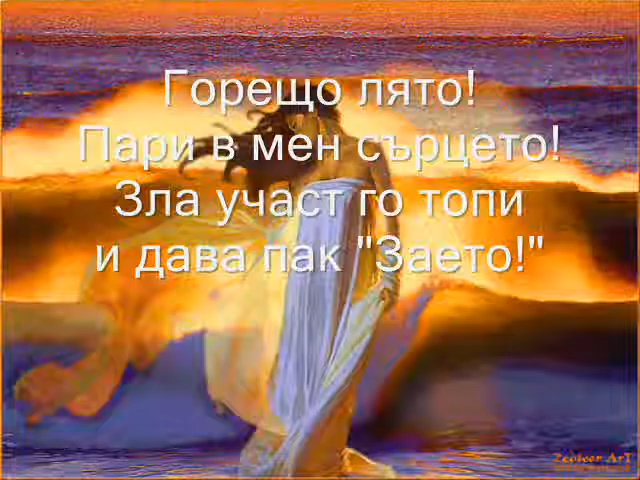 Горещо лято!
Пари в мен сърцето!
Зла участ го топи
и дава пак "Заето!"